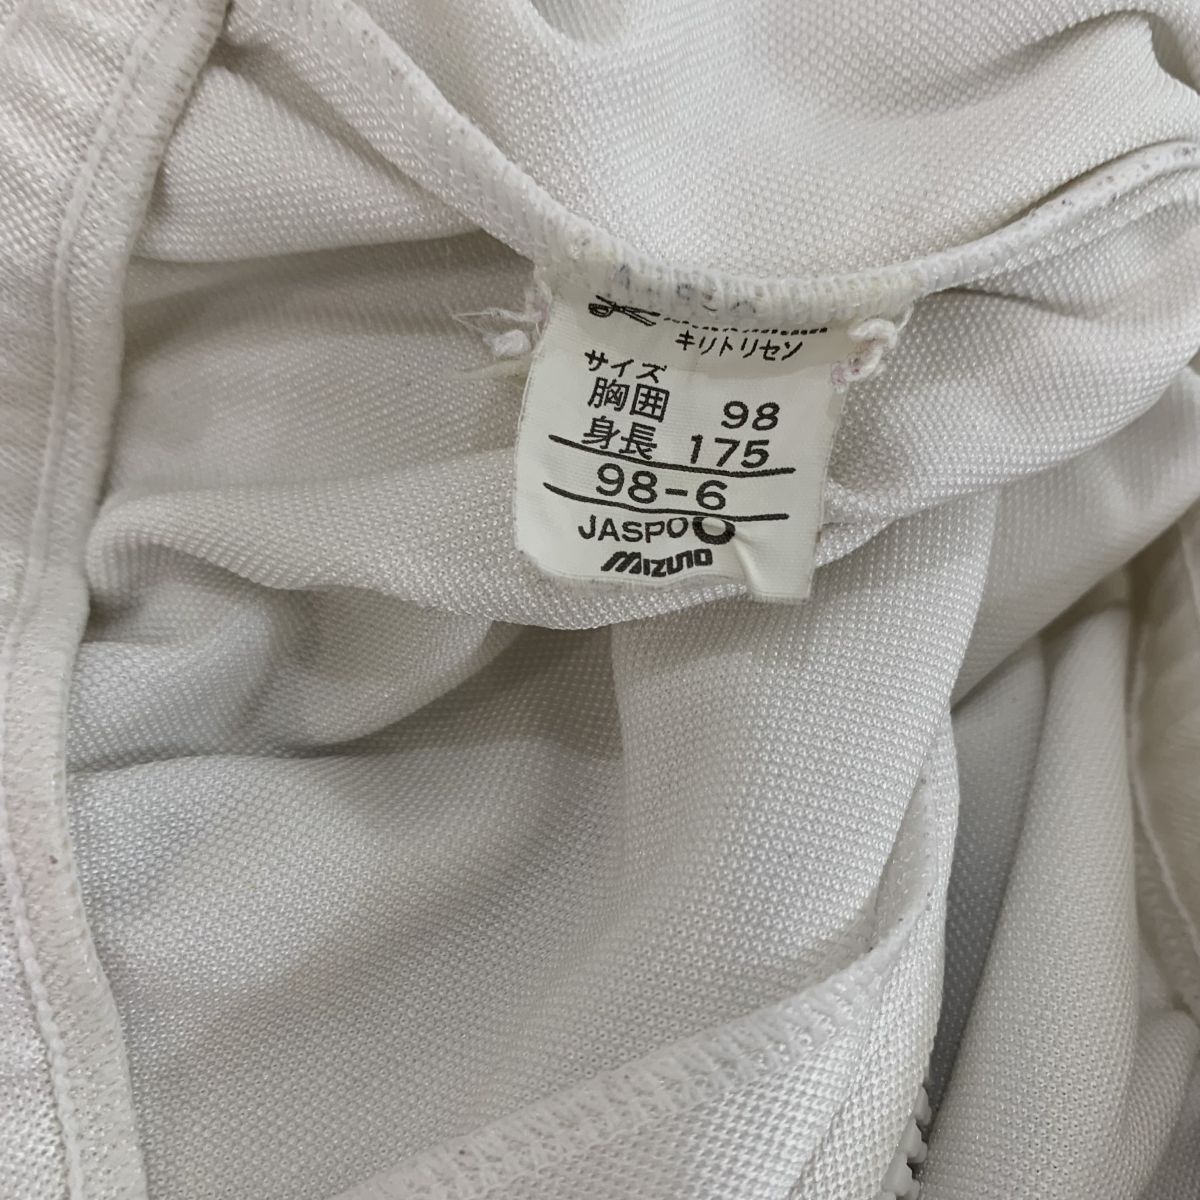 キリトリセン
サイズ
胸囲 98
身長 175
98-6
JASPO
MIZUNO